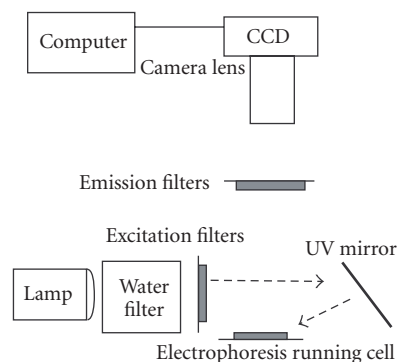 Computer
CCD
Camera lens
Emission filters
Excitation filters
UV mirror
Lamp
Water
filter
Electrophoresis running cell